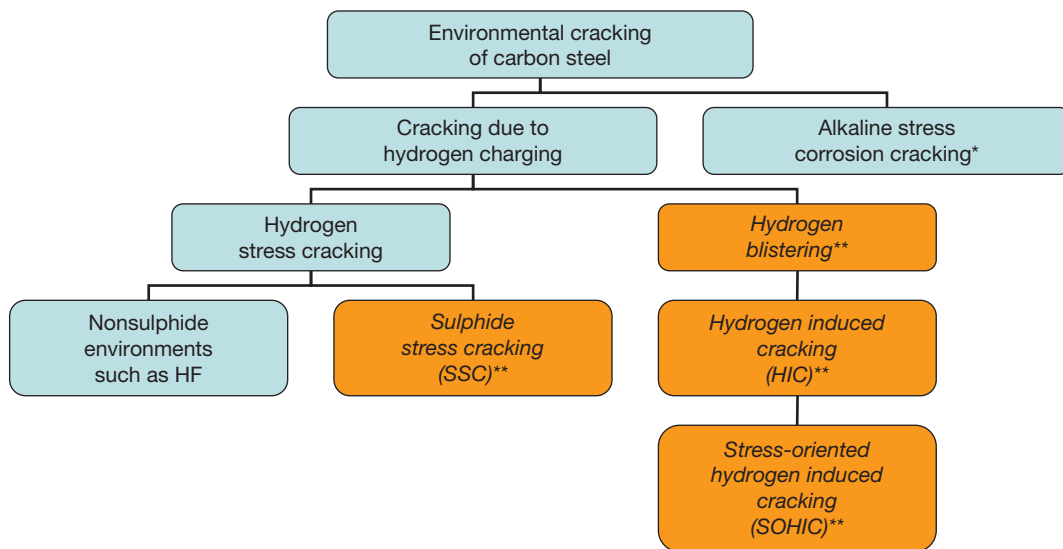 Environmental cracking
of carbon steel
Cracking due to
hydrogen charging
Alkaline stress
corrosion cracking*
Hydrogen
stress cracking
Hydrogen
blistering**
Nonsulphide
environments
such as HF
Sulphide
stress cracking
(SSC)**
Hydrogen induced
cracking
(HIC)**
Stress-oriented
hydrogen induced
cracking
(SOHIC)**